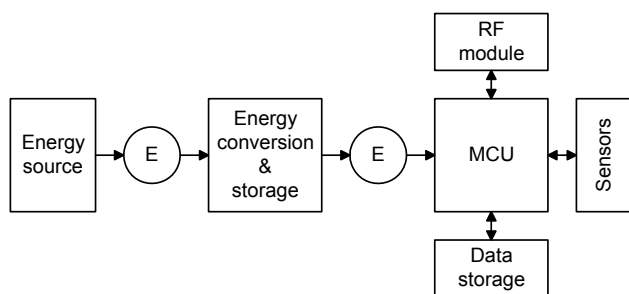 RF
module
Energy
source
E
Energy
conversion
&
storage
E
MCU
Sensors
Data
storage